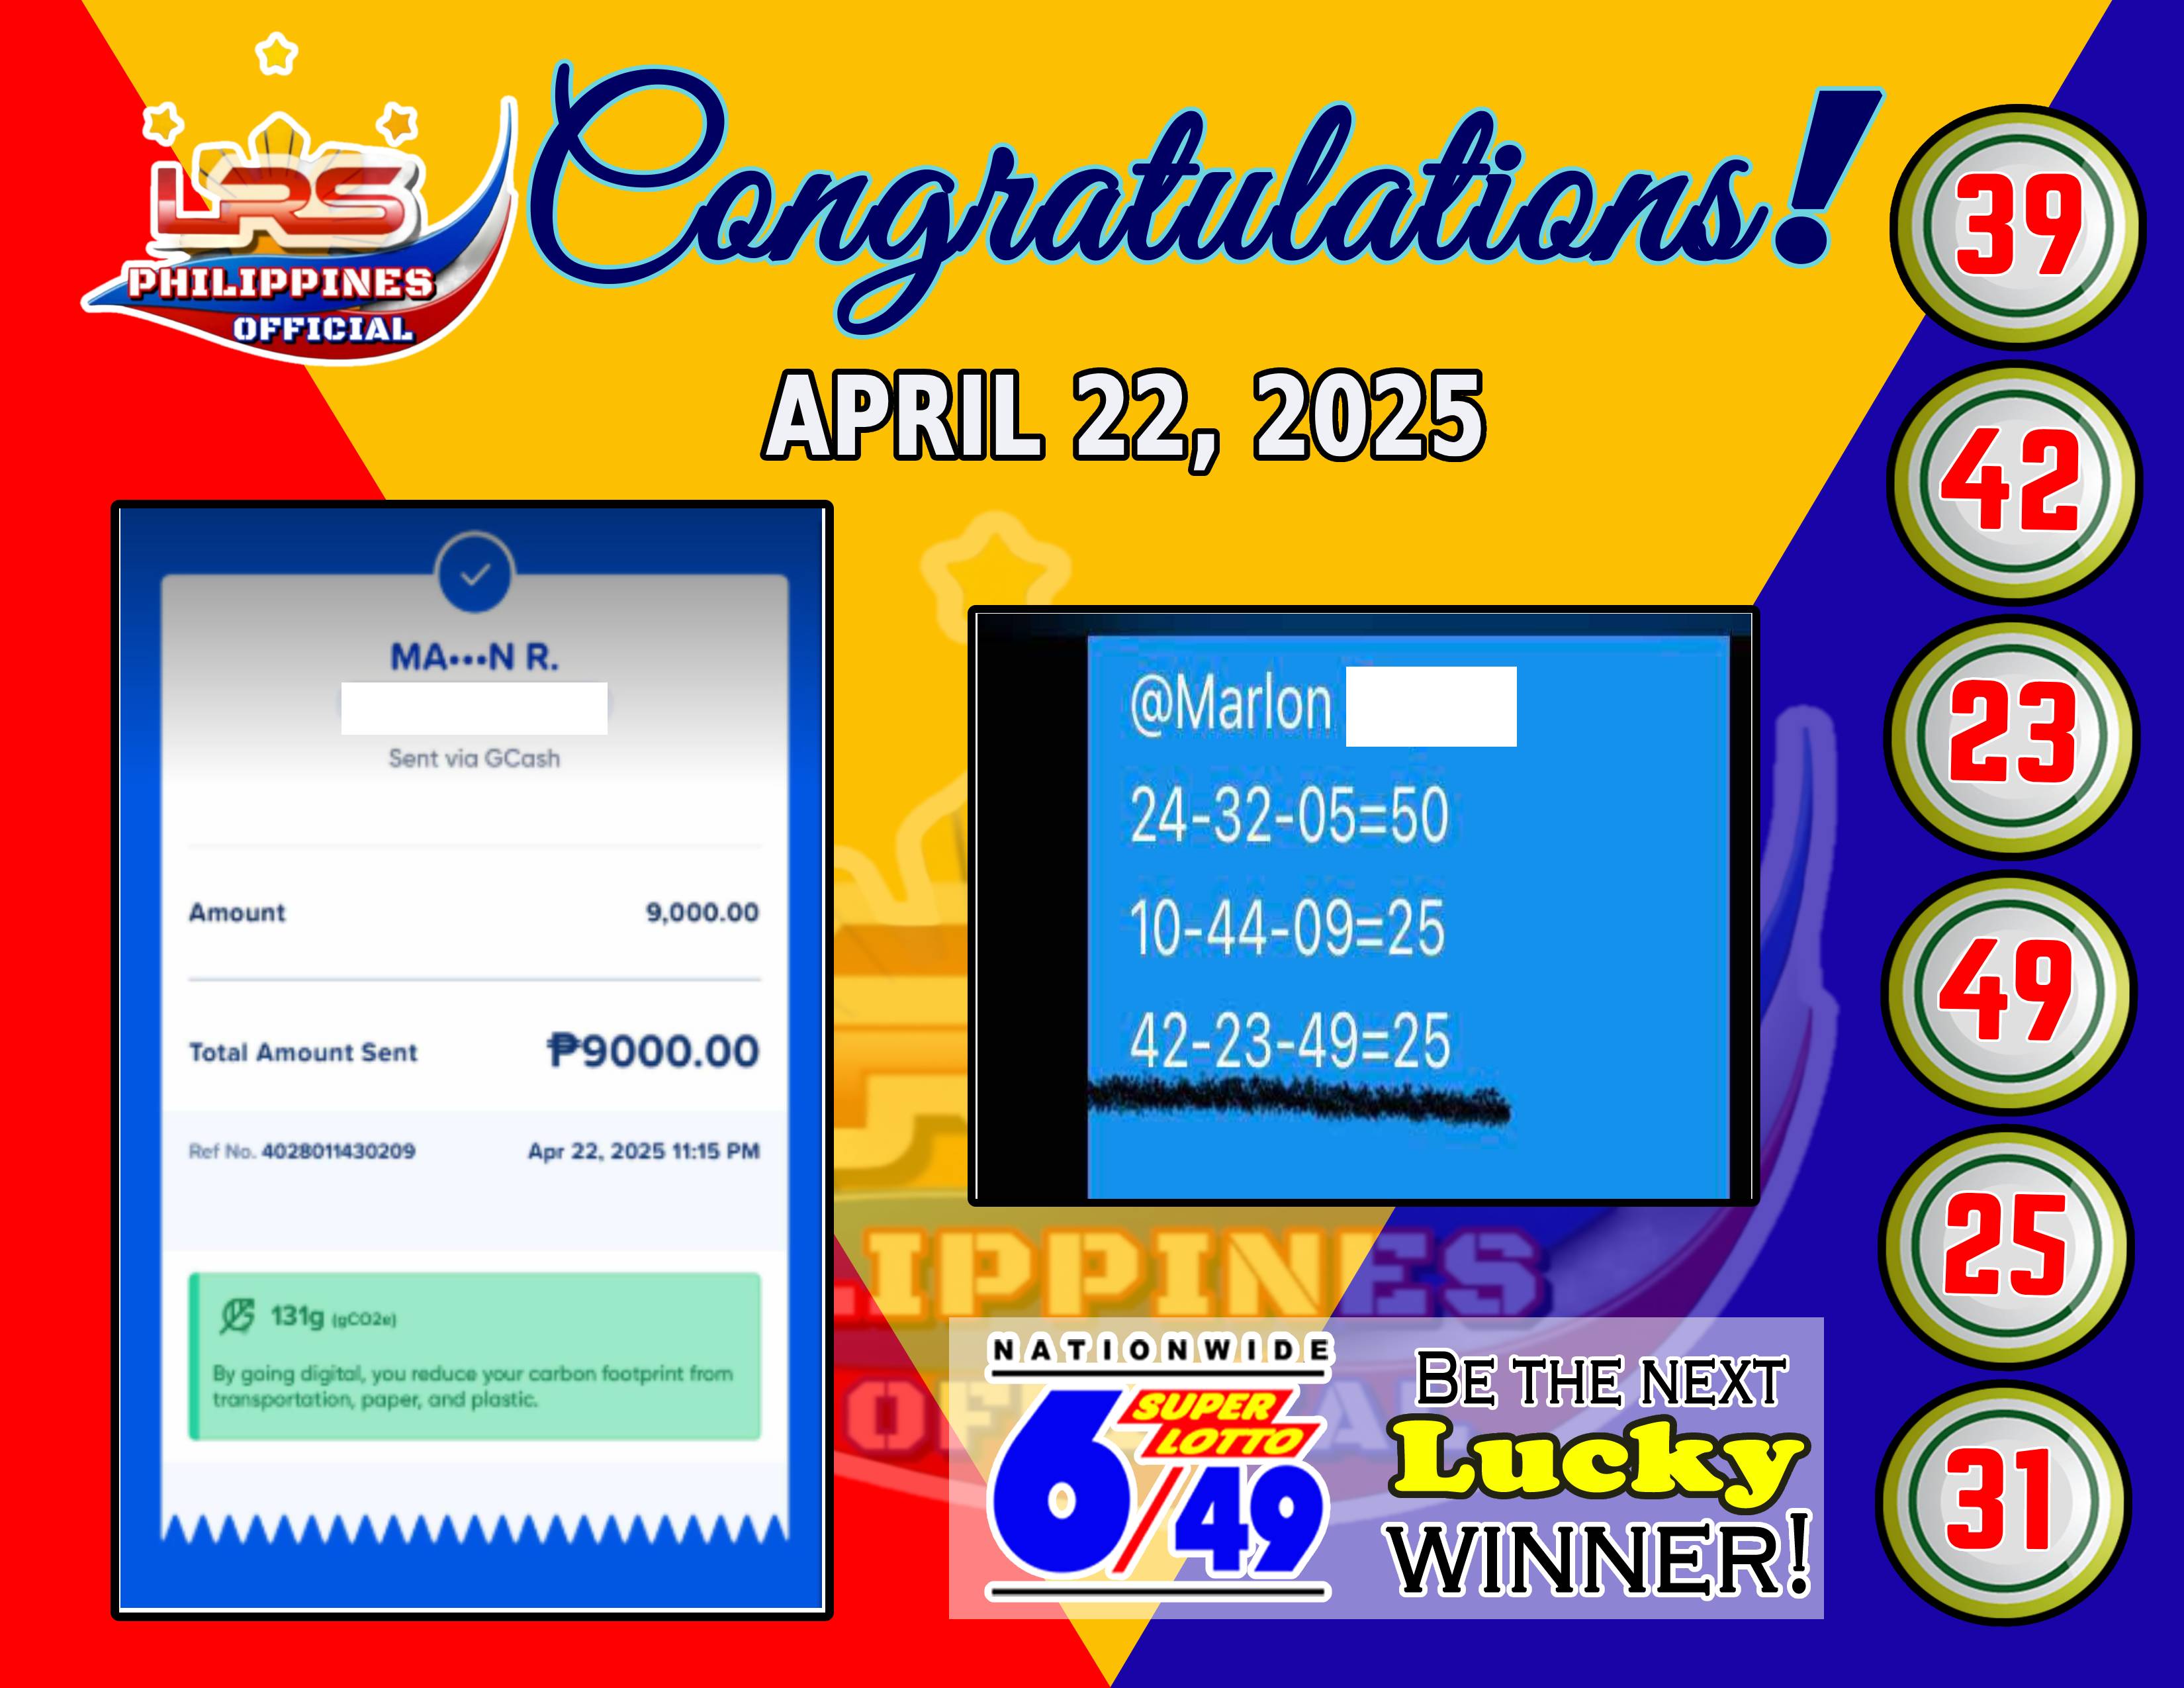 LRS
PHILIPPINES
OFFICIAL
Congratulations!
APRIL 22, 2025
MA•••N R.
Sent via GCash
Amount 9,000.00
Total Amount Sent ₱9000.00
Ref No. 4028011430209 Apr 22, 2025 11:15 PM
131g (gCO2e)
By going digital, you reduce your carbon footprint from
transportation, paper, and plastic.
@Marlon
24-32-05=50
10-44-09=25
42-23-49=25
LIPPINES
OF AL
NATIONWIDE
SUPER
LOTTO
6/49
BE THE NEXT
Lucky
WINNER!
39
42
23
49
25
31